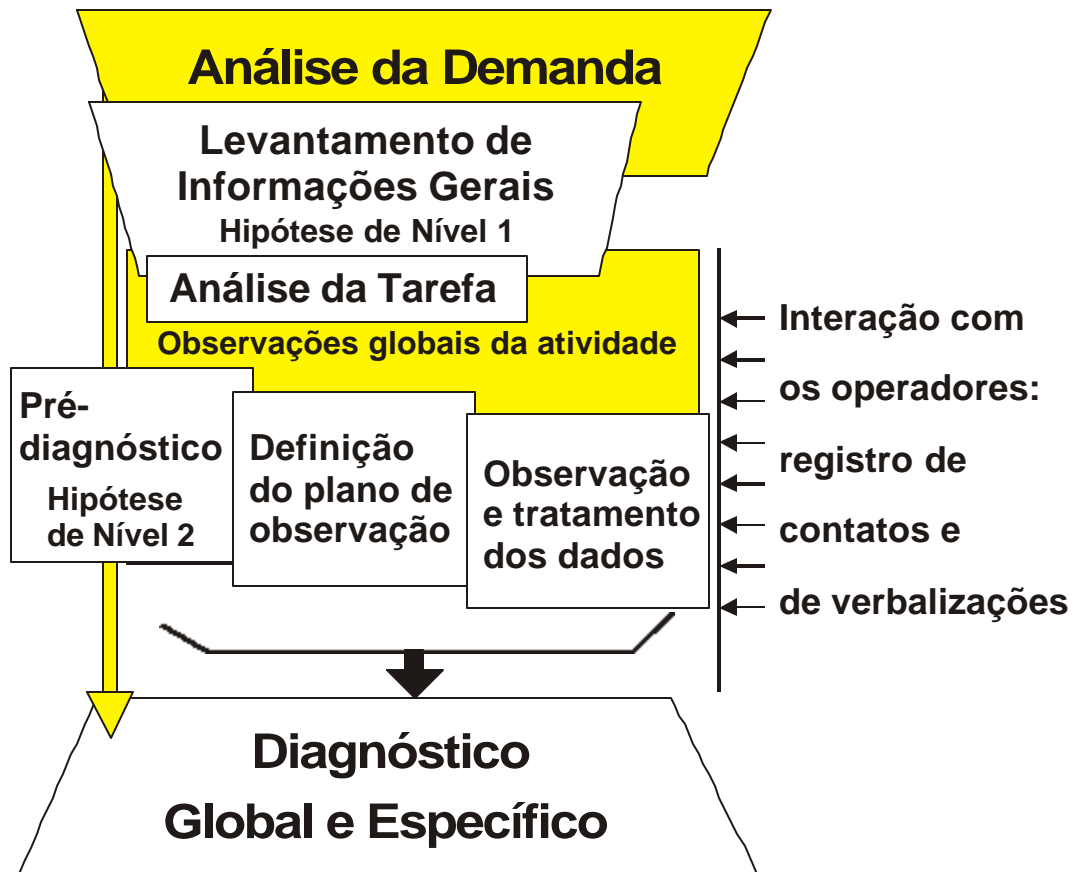 Análise da Demanda
Levantamento de
Informações Gerais
Hipótese de Nível 1
Análise da Tarefa
Observações globais da atividade
Pré-
diagnóstico
Hipótese
de Nível 2
Definição
do plano de
observação
Observação
e tratamento
dos dados
Interação com
os operadores:
registro de
contatos e
de verbalizações
Diagnóstico
Global e Específico